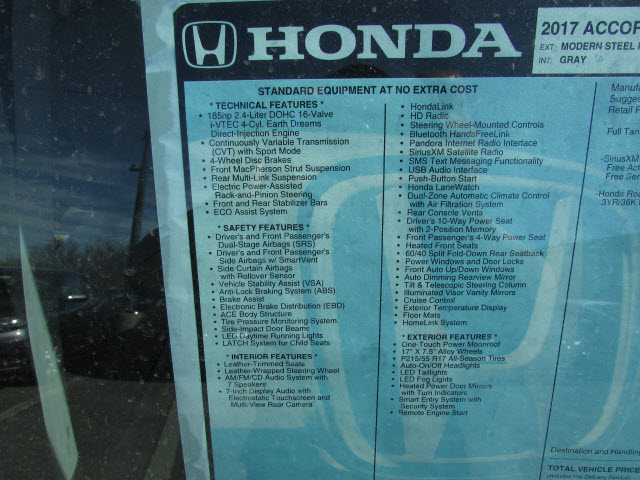 HONDA
2017 ACCOR
EXT: MODERN STEEL
INT: GRAY
STANDARD EQUIPMENT AT NO EXTRA COST
* TECHNICAL FEATURES *
• 185hp 2.4-Liter DOHC 16-Valve
i-VTEC 4-Cyl. Earth Dreams
Direct-Injection Engine
• Continuously Variable Transmission
(CVT) with Sport Mode
• 4-Wheel Disc Brakes
• Front MacPherson Strut Suspension
• Rear Multi-Link Suspension
• Electric Power-Assisted
Rack-and-Pinion Steering
• Front and Rear Stabilizer Bars
• ECO Assist System
* SAFETY FEATURES *
• Driver's and Front Passenger's
Dual-Stage Airbags (SRS)
• Driver's and Front Passenger's
Side Airbags w/ SmartVent
• Side Curtain Airbags
with Rollover Sensor
• Vehicle Stability Assist (VSA)
• Anti-Lock Braking System (ABS)
• Brake Assist
• Electronic Brake Distribution (EBD)
• ACE Body Structure
• Tire Pressure Monitoring System
• Side-Impact Door Beams
• LED Daytime Running Lights
• LATCH System for Child Seats
* INTERIOR FEATURES *
• Leather-Trimmed Seats
• Leather-Wrapped Steering Wheel
• AM/FM/CD Audio System with
7 Speakers
• 7-Inch Display Audio with
Electrostatic Touchscreen and
Multi-View Rear Camera
• HondaLink
• HD Radio
• Steering Wheel-Mounted Controls
• Bluetooth HandsFreeLink
• Pandora Internet Radio Interface
• SiriusXM Satellite Radio
• SMS Text Messaging Functionality
• USB Audio Interface
• Push-Button Start
• Honda LaneWatch
• Dual-Zone Automatic Climate Control
with Air Filtration System
• Rear Console Vents
• Driver's 10-Way Power Seat
with 2-Position Memory
• Front Passenger's 4-Way Power Seat
• Heated Front Seats
• 60/40 Split Fold-Down Rear Seatback
• Power Windows and Door Locks
• Front Auto Up/Down Windows
• Auto Dimming Rearview Mirror
• Tilt & Telescopic Steering Column
• Illuminated Visor Vanity Mirrors
• Cruise Control
• Exterior Temperature Display
• Floor Mats
• HomeLink System
* EXTERIOR FEATURES *
• One-Touch Power Moonroof
• 17" X 7.5" Alloy Wheels
• P215/55 R17 All-Season Tires
• Auto-On/Off Headlights
• LED Taillights
• LED Fog Lights
• Heated Power Door Mirrors
with Turn Indicators
• Smart Entry System with
Security System
• Remote Engine Start
Manufa
Sugges
Retail P
Full Tan
-SiriusXM
Free Act
Free Ser
-Honda Roa
3YR/36K
Destination and Handling
TOTAL VEHICLE PRICE
(Includes Pre-Delivery Service)